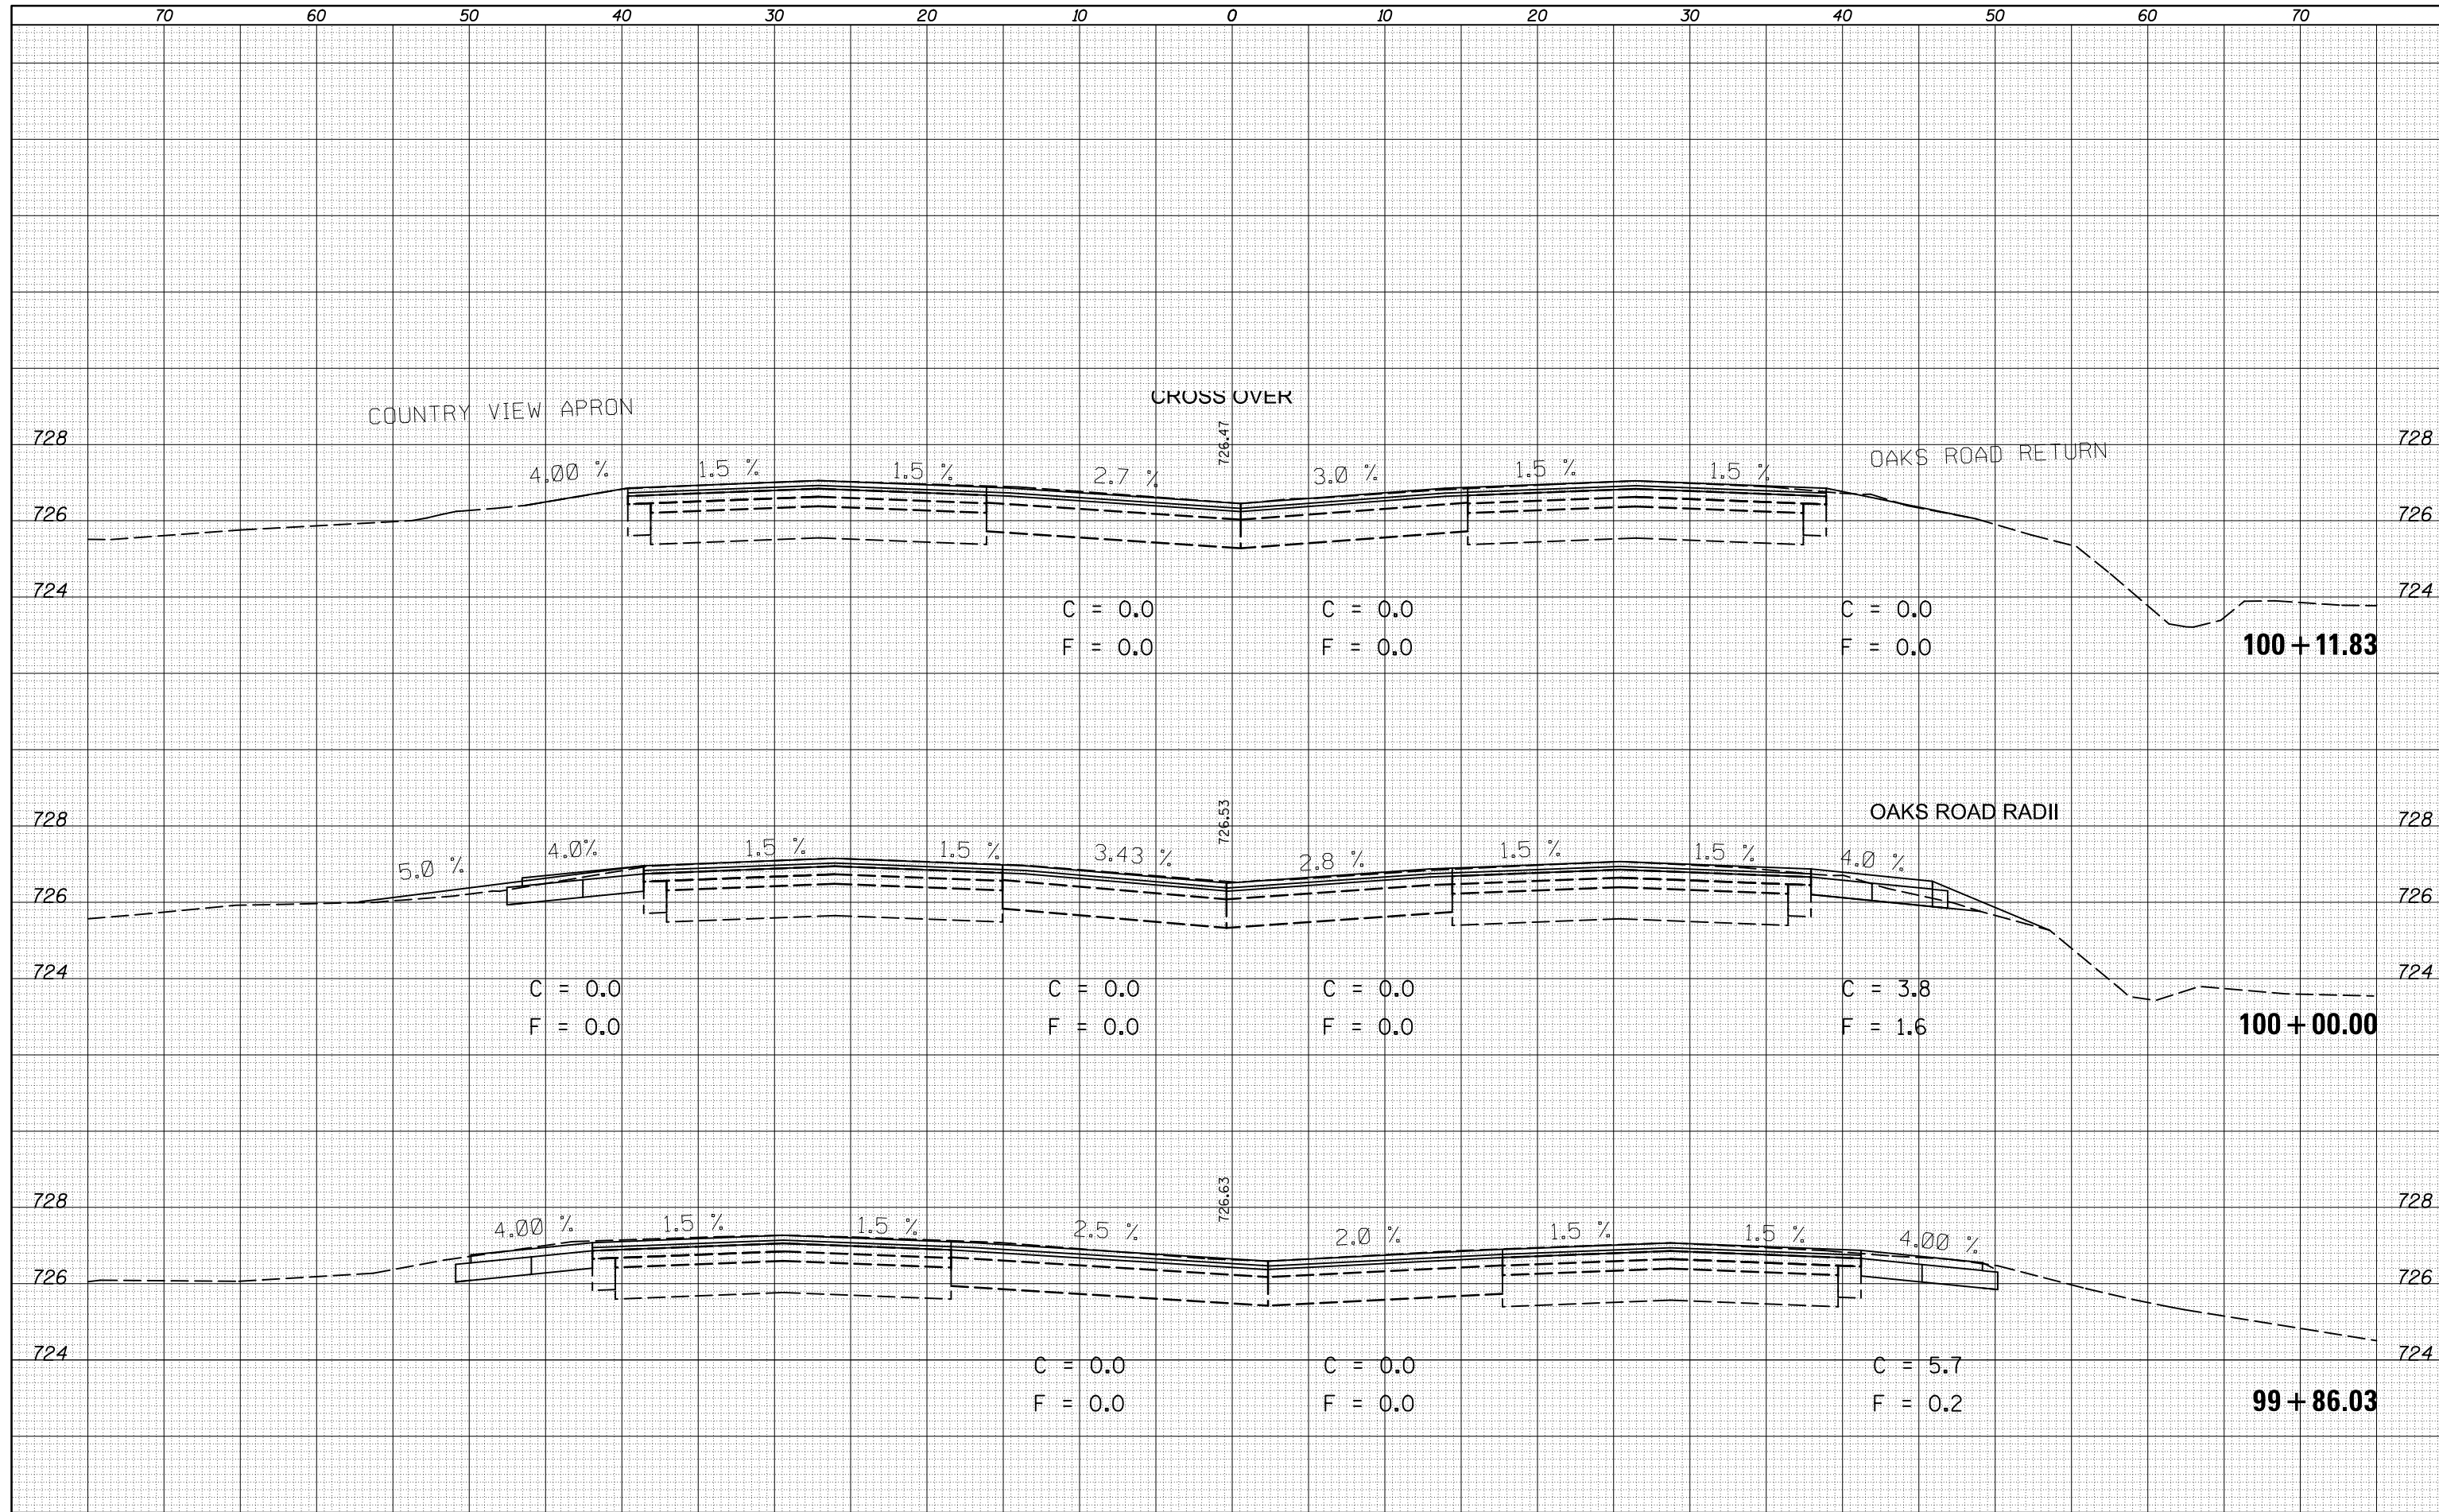 70 60 50 40 30 20 10 0 10 20 30 40 50 60 70
CROSS OVER
COUNTRY VIEW APRON
726.47
728 728
OAKS ROAD RETURN
4.00 % 1.5 % 1.5 % 2.7 % 3.0 % 1.5 % 1.5 %
726 726
724 724
C = 0.0 C = 0.0 C = 0.0
F = 0.0 F = 0.0 F = 0.0
100+11.83
726.53
OAKS ROAD RADII
728 728
5.0 % 4.0% 1.5 % 1.5 % 3.43 % 2.8 % 1.5 % 1.5 % 4.0 %
726 726
724 724
C = 0.0 C = 0.0 C = 0.0 C = 3.8
F = 0.0 F = 0.0 F = 0.0 F = 1.6
100+00.00
726.63
728 728
4.00 % 1.5 % 1.5 % 2.5 % 2.0 % 1.5 % 1.5 % 4.00 %
726 726
724 724
C = 0.0 C = 0.0 C = 5.7
F = 0.0 F = 0.0 F = 0.2
99+86.03